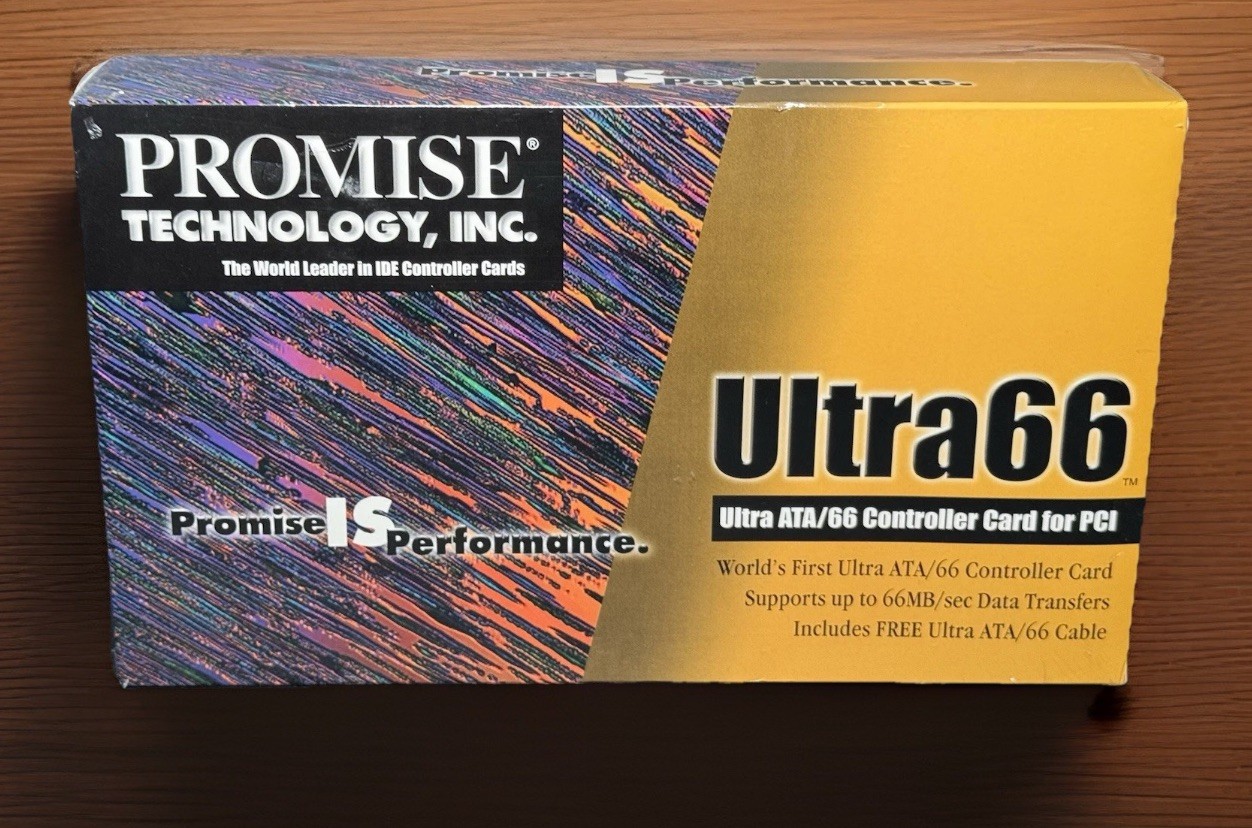 Promise IS Performance.
PROMISE®
TECHNOLOGY, INC.
The World Leader in IDE Controller Cards
Ultra66™
Ultra ATA/66 Controller Card for PCI
Promise IS Performance.
World's First Ultra ATA/66 Controller Card
Supports up to 66MB/sec Data Transfers
Includes FREE Ultra ATA/66 Cable